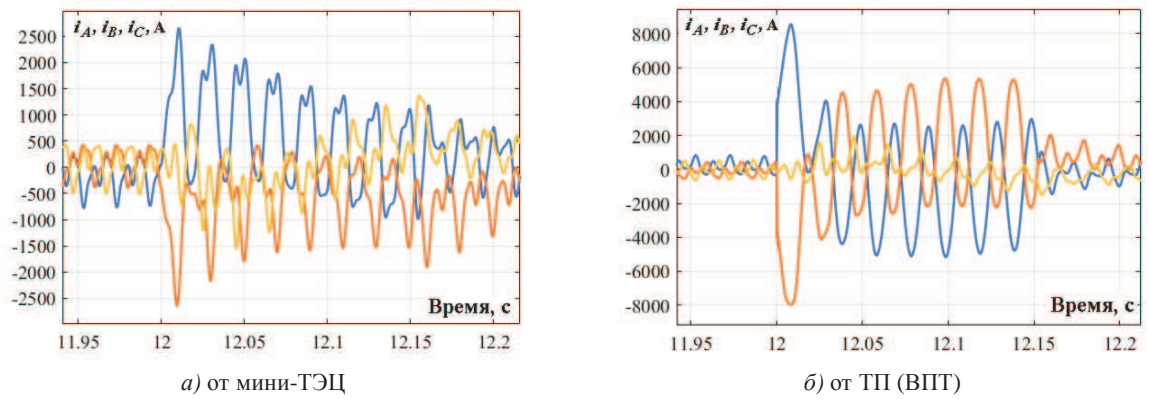 i_A, i_B, i_C, А
2500
2000
1500
1000
500
0
-500
-1000
-1500
-2000
-2500
Время, с
11.95 12 12.05 12.1 12.15 12.2
а) от мини-ТЭЦ
i_A, i_B, i_C, А
8000
6000
4000
2000
0
-2000
-4000
-6000
-8000
Время, с
11.95 12 12.05 12.1 12.15 12.2
б) от ТП (ВПТ)